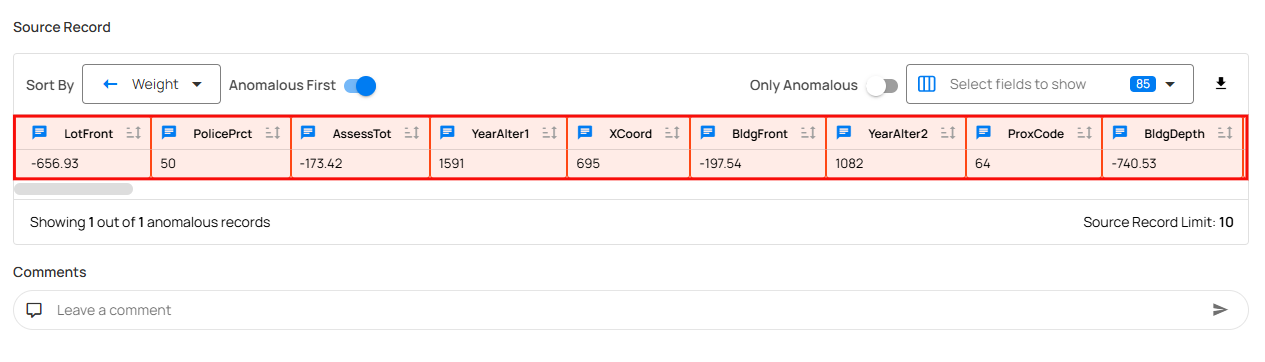 Source Record
Sort By Weight Anomalous First Only Anomalous Select fields to show 85
LotFront PolicePrct AssessTot YearAlter1 XCoord BldgFront YearAlter2 ProxCode BldgDepth
-656.93 50 -173.42 1591 695 -197.54 1082 64 -740.53
Showing 1 out of 1 anomalous records Source Record Limit: 10
Comments
Leave a comment